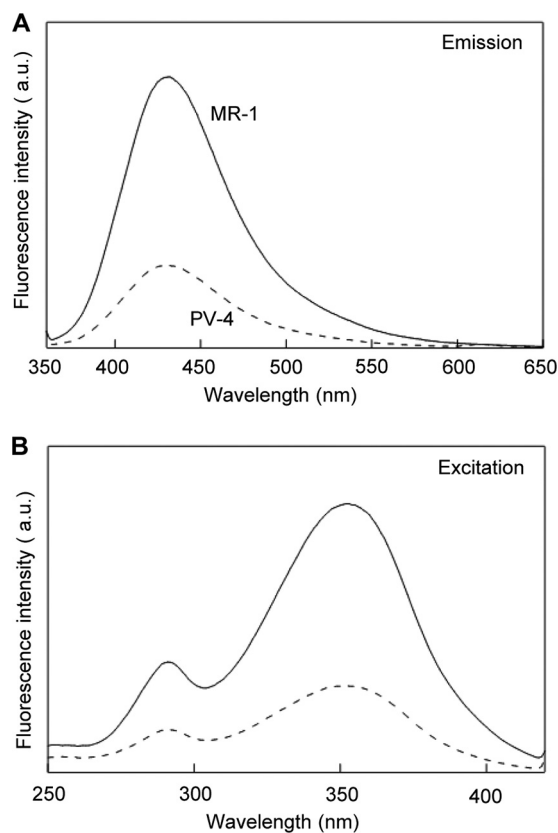 A
Emission
MR-1
PV-4
Fluorescence intensity ( a.u.)
350 400 450 500 550 600 650
Wavelength (nm)
B
Excitation
Fluorescence intensity ( a.u.)
250 300 350 400
Wavelength (nm)